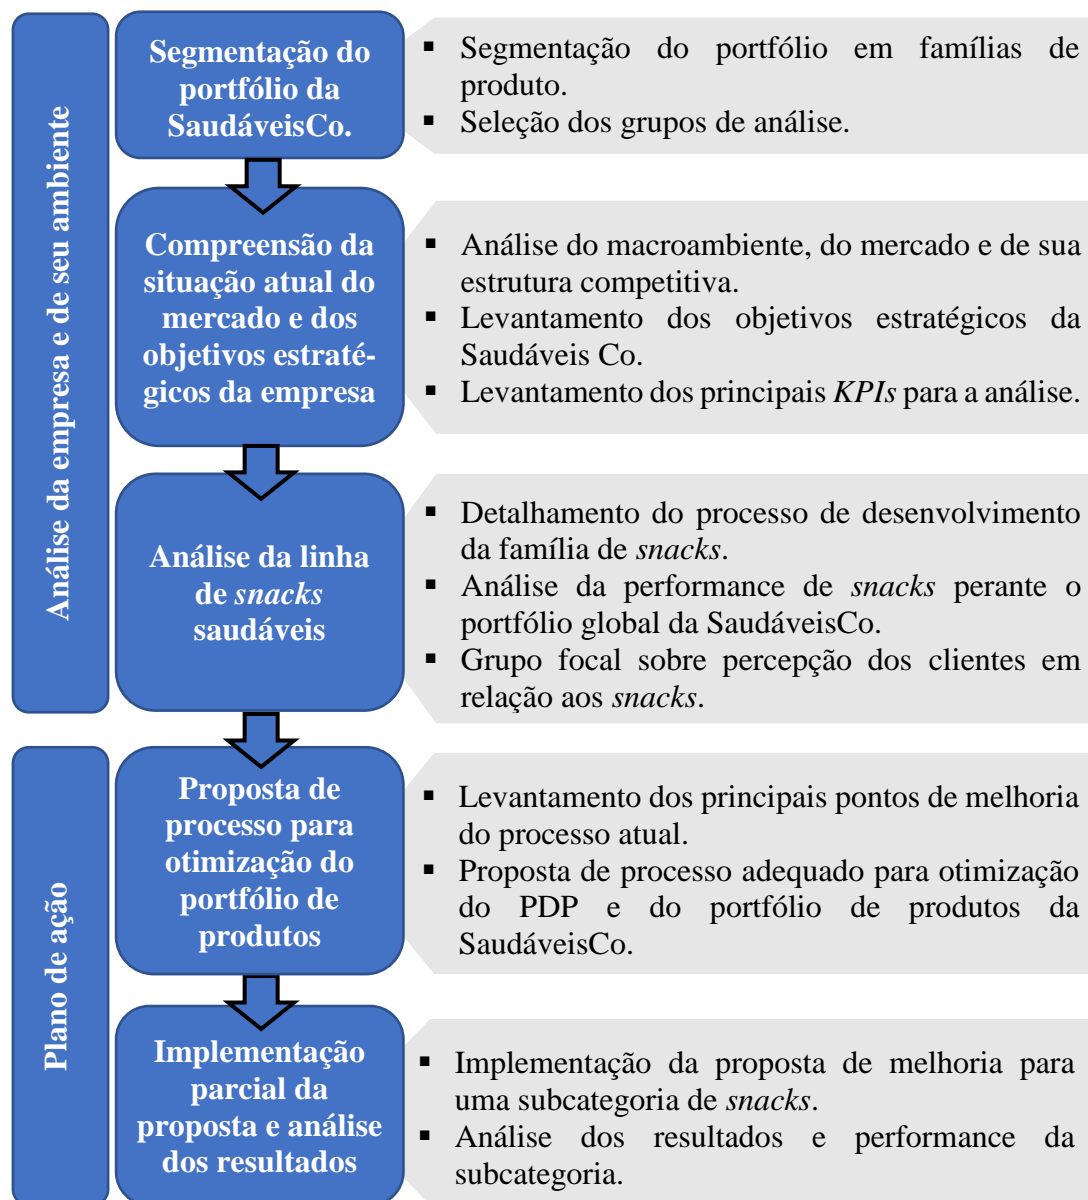 Análise da empresa e de seu ambiente
Segmentação do
portfólio da
SaudáveisCo.
▪ Segmentação do portfólio em famílias de
produto.
▪ Seleção dos grupos de análise.
Compreensão da
situação atual do
mercado e dos
objetivos estraté-
gicos da empresa
▪ Análise do macroambiente, do mercado e de sua
estrutura competitiva.
▪ Levantamento dos objetivos estratégicos da
Saudáveis Co.
▪ Levantamento dos principais KPIs para a análise.
Análise da linha
de snacks
saudáveis
▪ Detalhamento do processo de desenvolvimento
da família de snacks.
▪ Análise da performance de snacks perante o
portfólio global da SaudáveisCo.
▪ Grupo focal sobre percepção dos clientes em
relação aos snacks.
Plano de ação
Proposta de
processo para
otimização do
portfólio de
produtos
▪ Levantamento dos principais pontos de melhoria
do processo atual.
▪ Proposta de processo adequado para otimização
do PDP e do portfólio de produtos da
SaudáveisCo.
Implementação
parcial da
proposta e análise
dos resultados
▪ Implementação da proposta de melhoria para
uma subcategoria de snacks.
▪ Análise dos resultados e performance da
subcategoria.